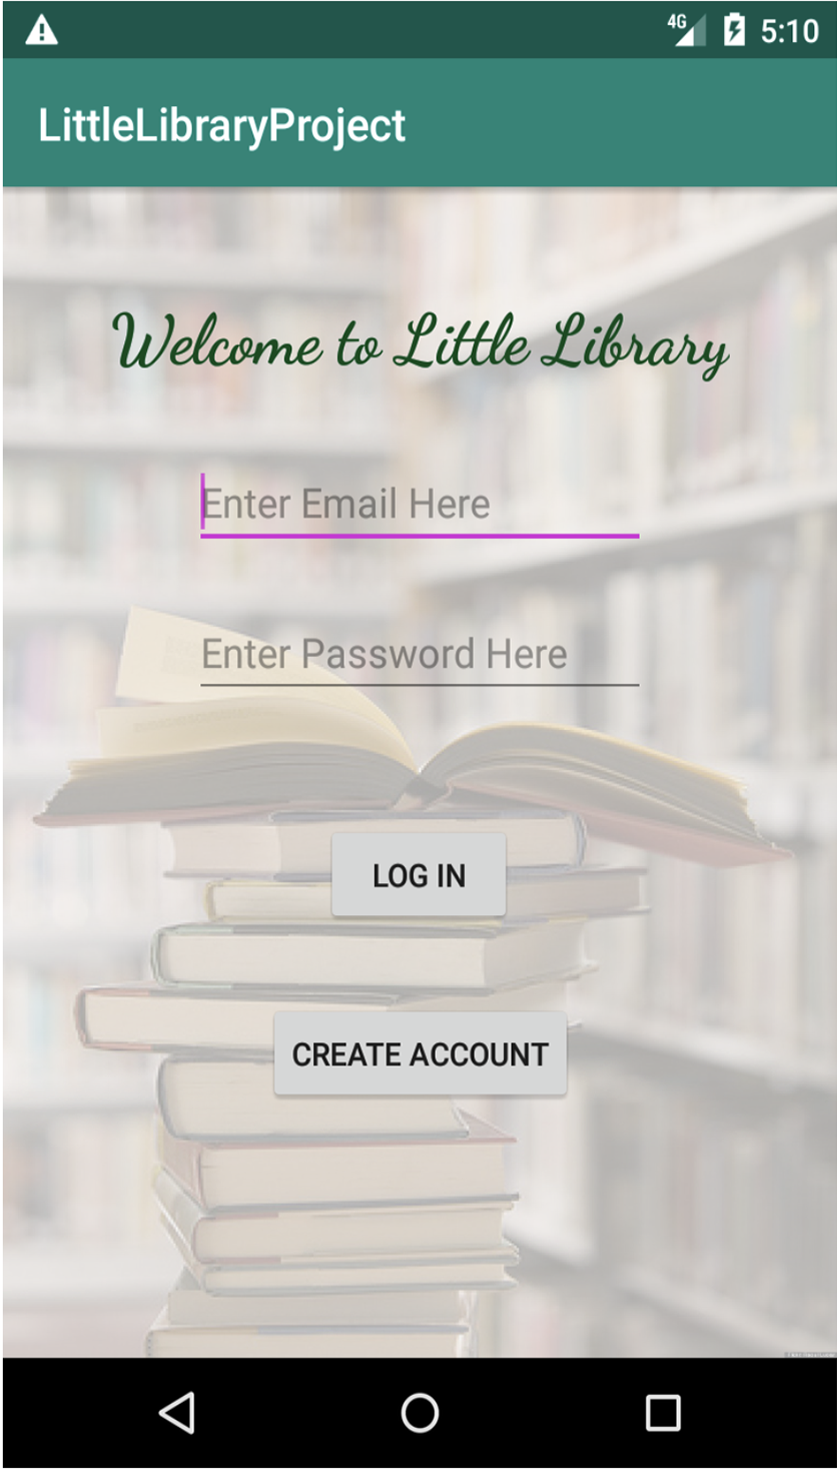 4G 5:10
LittleLibraryProject
Welcome to Little Library
Enter Email Here
Enter Password Here
LOG IN
CREATE ACCOUNT